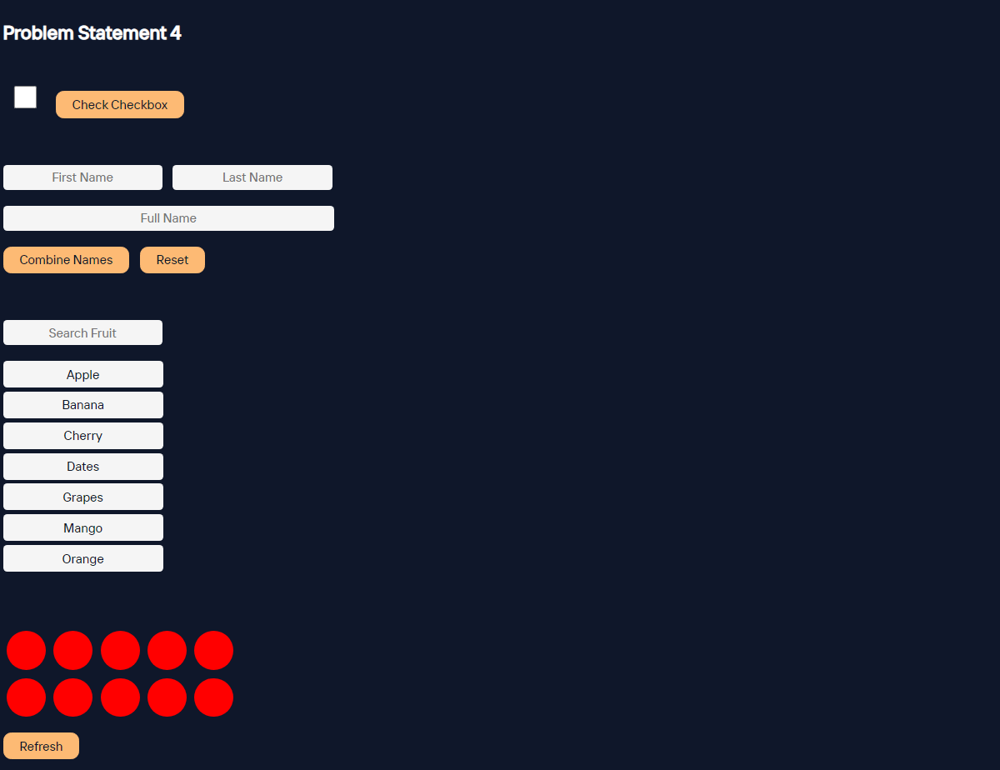 Problem Statement 4
Check Checkbox
First Name Last Name
Full Name
Combine Names Reset
Search Fruit
Apple
Banana
Cherry
Dates
Grapes
Mango
Orange
Refresh